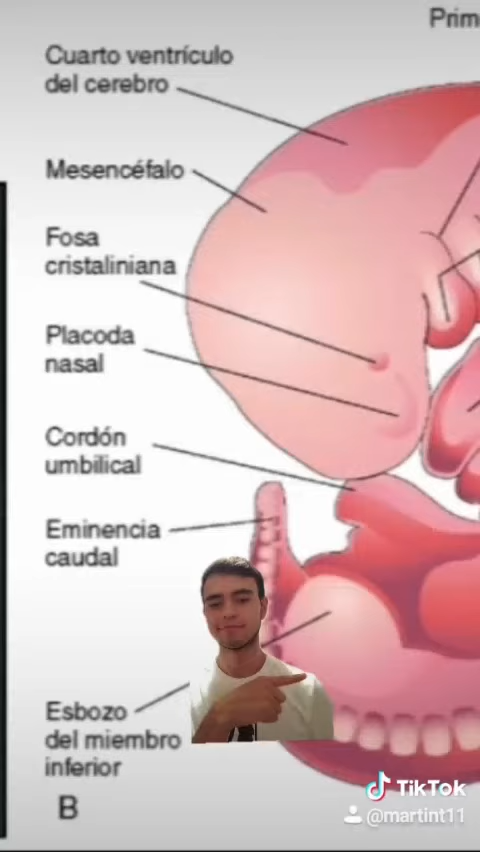 Prim
Cuarto ventrículo
del cerebro
Mesencéfalo
Fosa
cristaliniana
Placoda
nasal
Cordón
umbilical
Eminencia
caudal
Esbozo
del miembro
inferior
B
TikTok
@martint11